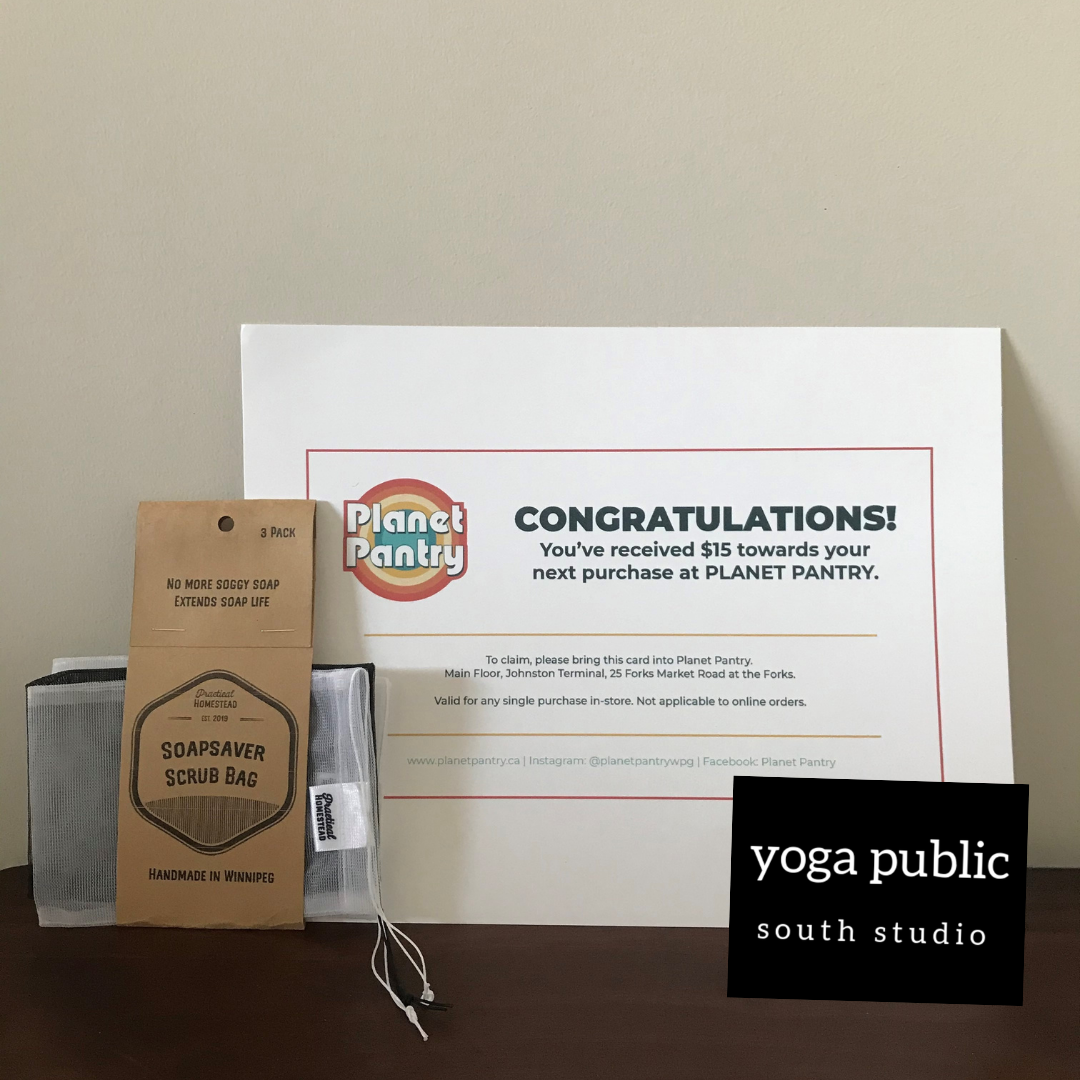 3 PACK
NO MORE SOGGY SOAP
EXTENDS SOAP LIFE
Practical
HOMESTEAD
EST. 2019
SOAPSAVER
SCRUB BAG
HANDMADE IN WINNIPEG
Practical
HOMESTEAD
Planet
Pantry
CONGRATULATIONS!
You've received $15 towards your
next purchase at PLANET PANTRY.
To claim, please bring this card into Planet Pantry.
Main Floor, Johnston Terminal, 25 Forks Market Road at the Forks.
Valid for any single purchase in-store. Not applicable to online orders.
www.planetpantry.ca | Instagram: @planetpantrywpg | Facebook: Planet Pantry
yoga public
south studio